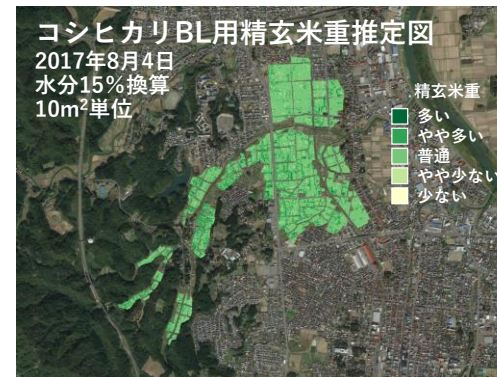 コシヒカリBL用精玄米重推定図
2017年8月4日
水分15%換算
10m²単位
精玄米重
多い
やや多い
普通
やや少ない
少ない